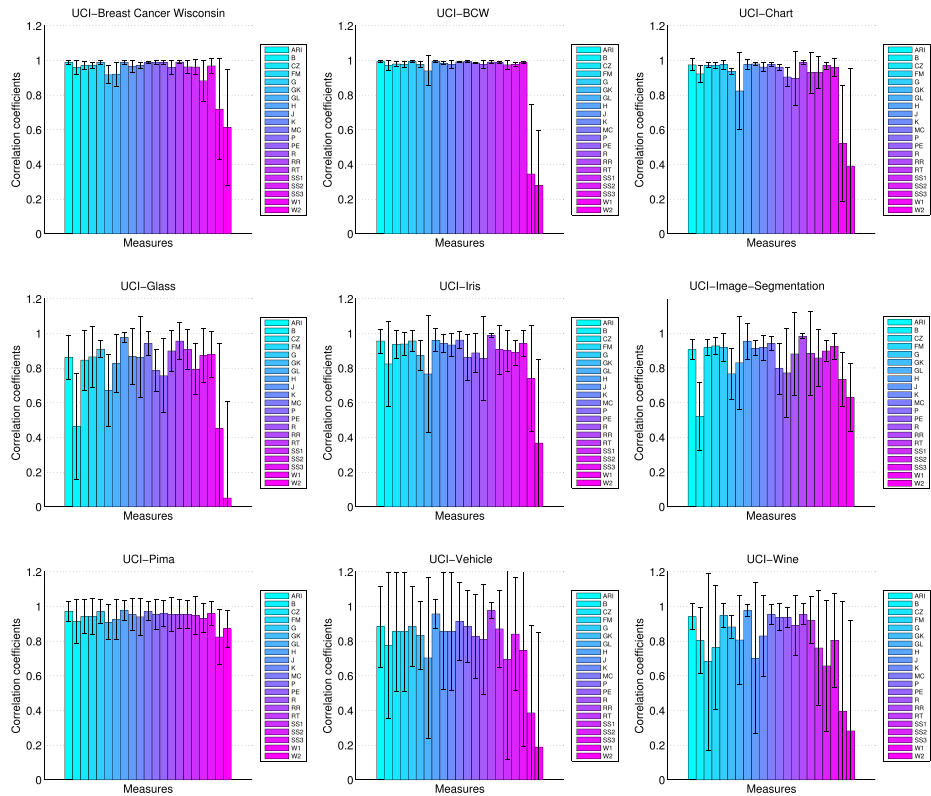 UCI−Breast Cancer Wisconsin
1.2
1
0.8
0.6
0.4
0.2
0
Correlation coefficients
Measures
ARI
B
CZ
FM
G
GK
GL
H
J
K
MC
P
PE
R
RR
RT
SS1
SS2
SS3
W1
W2
UCI−BCW
1.2
1
0.8
0.6
0.4
0.2
0
Correlation coefficients
Measures
ARI
B
CZ
FM
G
GK
GL
H
J
K
MC
P
PE
R
RR
RT
SS1
SS2
SS3
W1
W2
UCI−Chart
1.2
1
0.8
0.6
0.4
0.2
0
Correlation coefficients
Measures
ARI
B
CZ
FM
G
GK
GL
H
J
K
MC
P
PE
R
RR
RT
SS1
SS2
SS3
W1
W2
UCI−Glass
1.2
1
0.8
0.6
0.4
0.2
0
Correlation coefficients
Measures
ARI
B
CZ
FM
G
GK
GL
H
J
K
MC
P
PE
R
RR
RT
SS1
SS2
SS3
W1
W2
UCI−Iris
1.2
1
0.8
0.6
0.4
0.2
0
Correlation coefficients
Measures
ARI
B
CZ
FM
G
GK
GL
H
J
K
MC
P
PE
R
RR
RT
SS1
SS2
SS3
W1
W2
UCI−Image−Segmentation
1
0.8
0.6
0.4
0.2
0
Correlation coefficients
Measures
ARI
B
CZ
FM
G
GK
GL
H
J
K
MC
P
PE
R
RR
RT
SS1
SS2
SS3
W1
W2
UCI−Pima
1.2
1
0.8
0.6
0.4
0.2
0
Correlation coefficients
Measures
ARI
B
CZ
FM
G
GK
GL
H
J
K
MC
P
PE
R
RR
RT
SS1
SS2
SS3
W1
W2
UCI−Vehicle
1.2
1
0.8
0.6
0.4
0.2
0
Correlation coefficients
Measures
ARI
B
CZ
FM
G
GK
GL
H
J
K
MC
P
PE
R
RR
RT
SS1
SS2
SS3
W1
W2
UCI−Wine
1.2
1
0.8
0.6
0.4
0.2
0
Correlation coefficients
Measures
ARI
B
CZ
FM
G
GK
GL
H
J
K
MC
P
PE
R
RR
RT
SS1
SS2
SS3
W1
W2